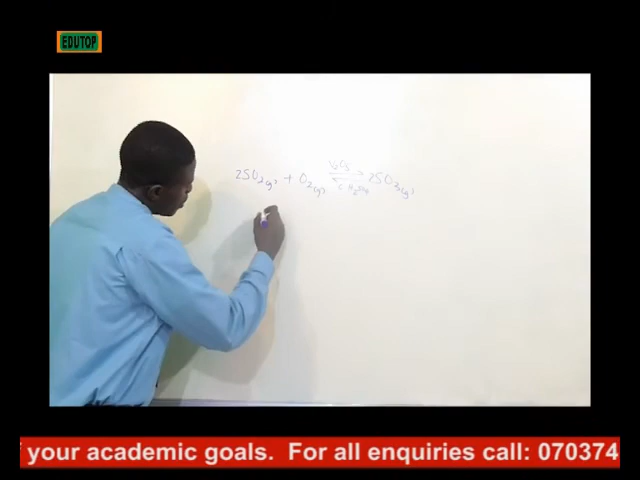 EDUTOP
2SO₂(g) + O₂(g) ⇌ 2SO₃(g)
V₂O₅
your academic goals. For all enquiries call: 070374